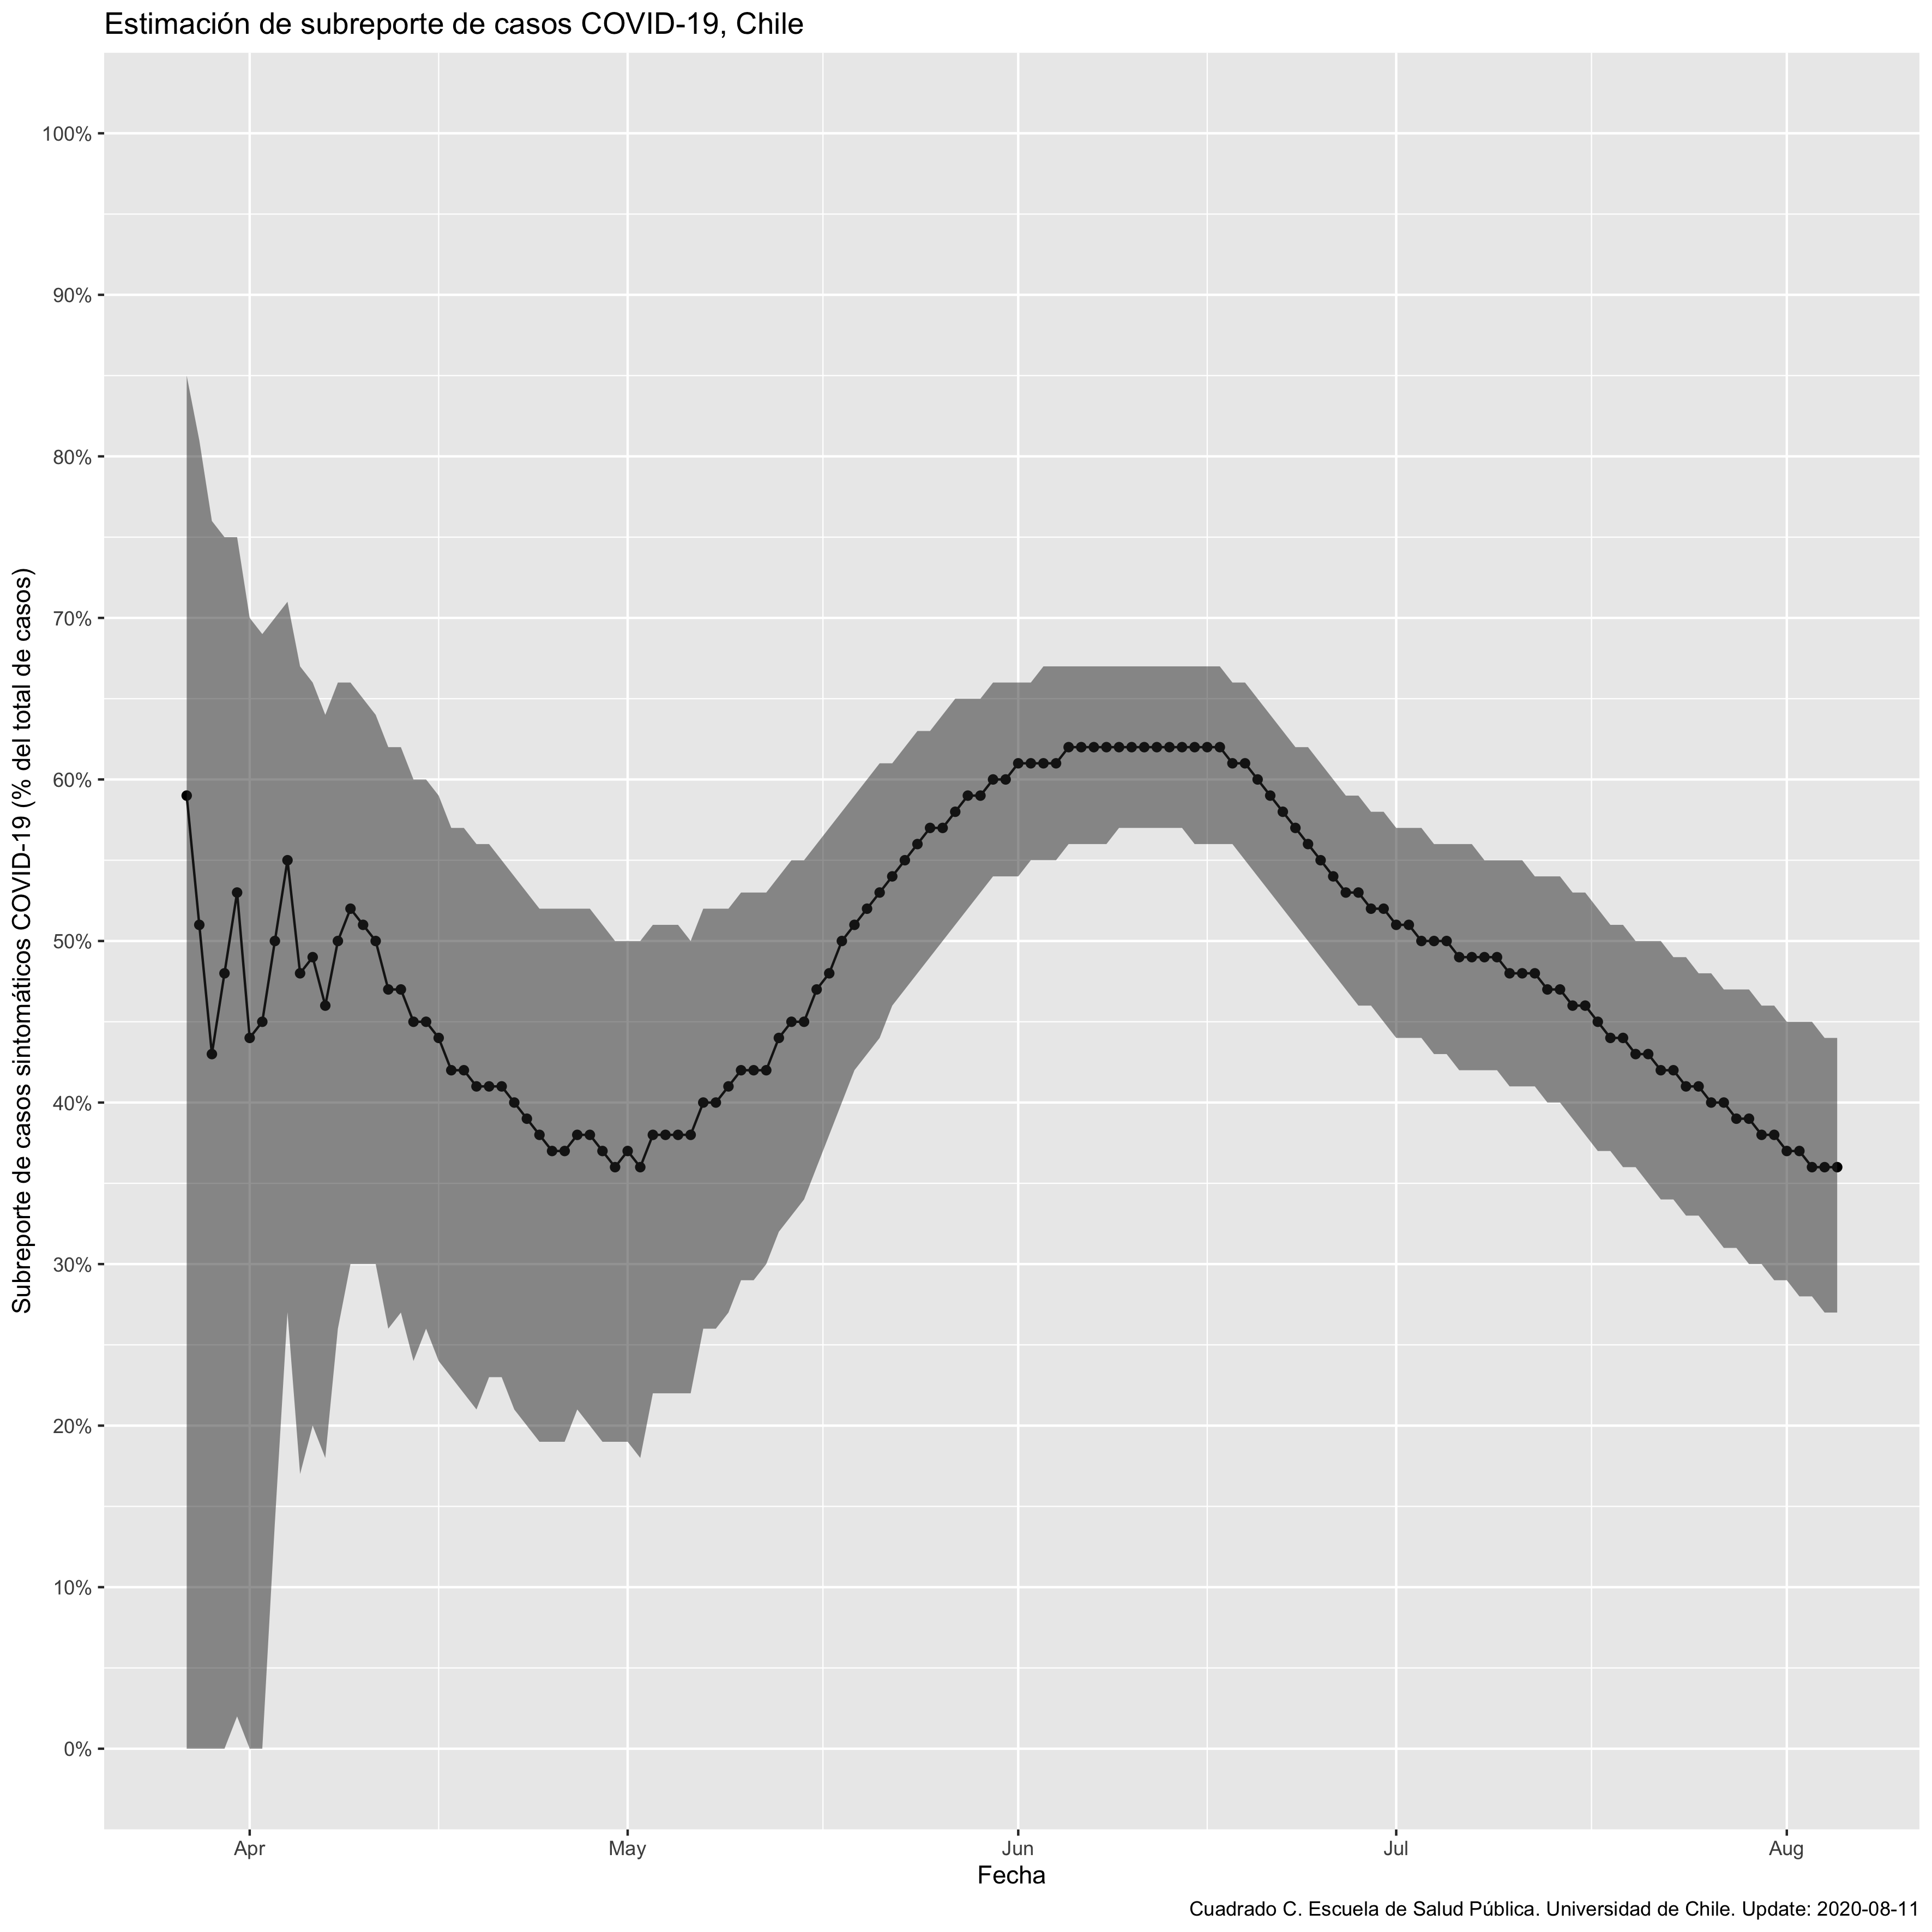 Estimación de subreporte de casos COVID-19, Chile
Subreporte de casos sintomáticos COVID-19 (% del total de casos)
100%
90%
80%
70%
60%
50%
40%
30%
20%
10%
0%
Apr May Jun Jul Aug
Fecha
Cuadrado C. Escuela de Salud Pública. Universidad de Chile. Update: 2020-08-11